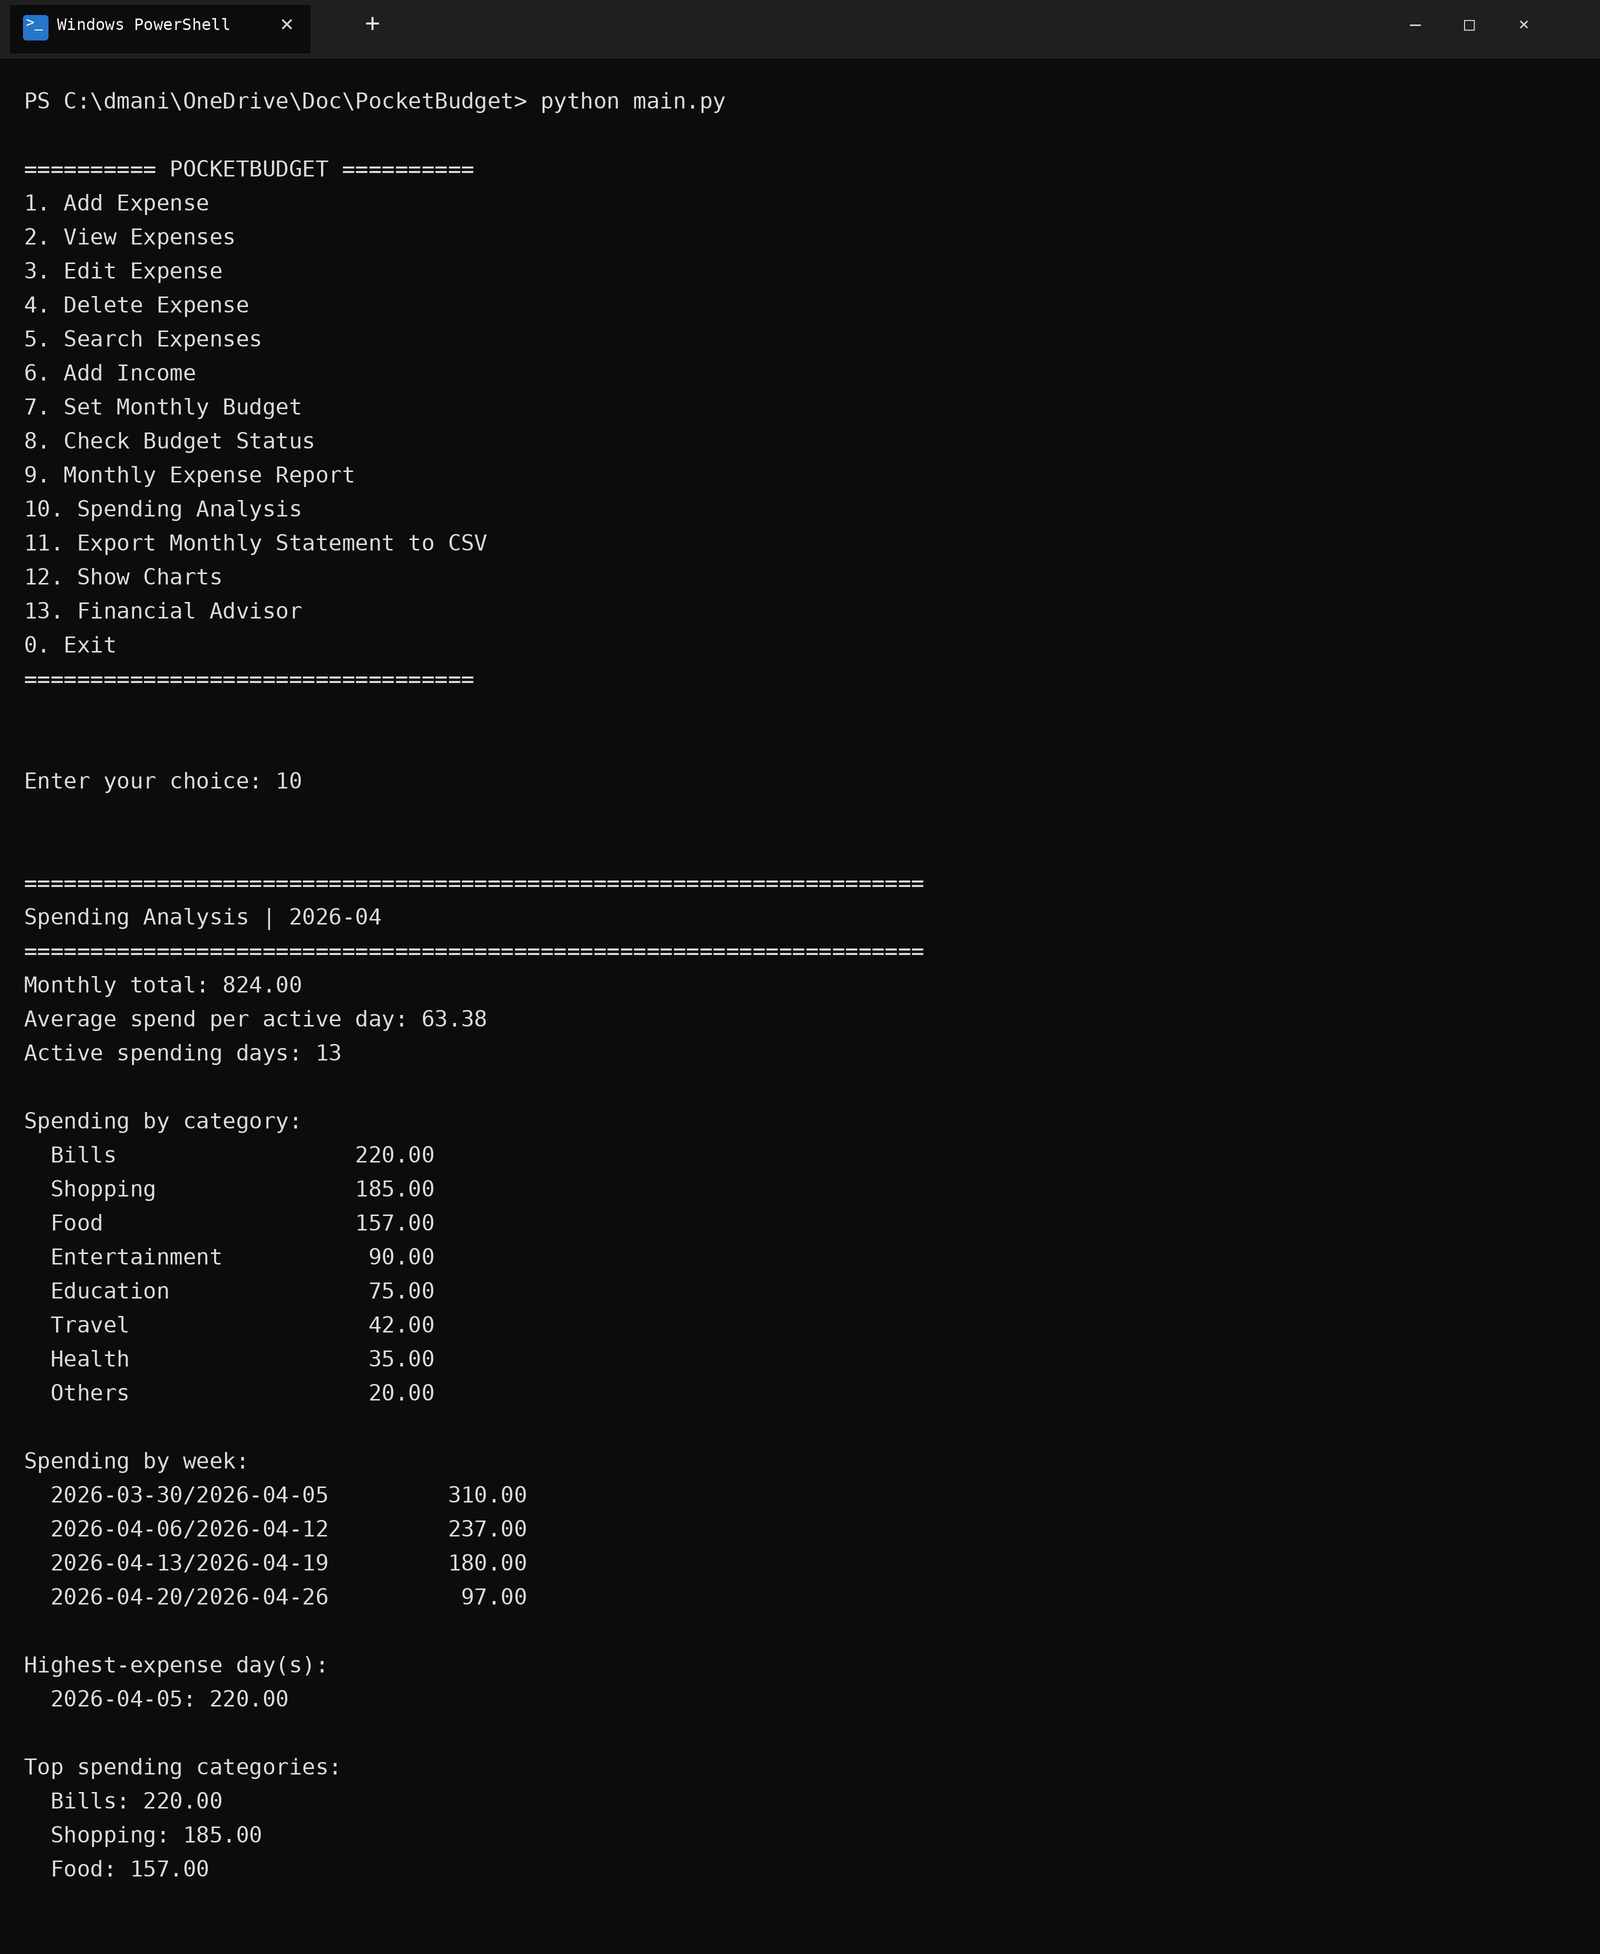 Windows PowerShell
PS C:\dmani\OneDrive\Doc\PocketBudget> python main.py
========== POCKETBUDGET ==========
1. Add Expense
2. View Expenses
3. Edit Expense
4. Delete Expense
5. Search Expenses
6. Add Income
7. Set Monthly Budget
8. Check Budget Status
9. Monthly Expense Report
10. Spending Analysis
11. Export Monthly Statement to CSV
12. Show Charts
13. Financial Advisor
0. Exit
==================================
Enter your choice: 10
====================================================================
Spending Analysis | 2026-04
====================================================================
Monthly total: 824.00
Average spend per active day: 63.38
Active spending days: 13
Spending by category:
  Bills                  220.00
  Shopping               185.00
  Food                   157.00
  Entertainment           90.00
  Education               75.00
  Travel                  42.00
  Health                  35.00
  Others                  20.00
Spending by week:
  2026-03-30/2026-04-05         310.00
  2026-04-06/2026-04-12         237.00
  2026-04-13/2026-04-19         180.00
  2026-04-20/2026-04-26          97.00
Highest-expense day(s):
  2026-04-05: 220.00
Top spending categories:
  Bills: 220.00
  Shopping: 185.00
  Food: 157.00